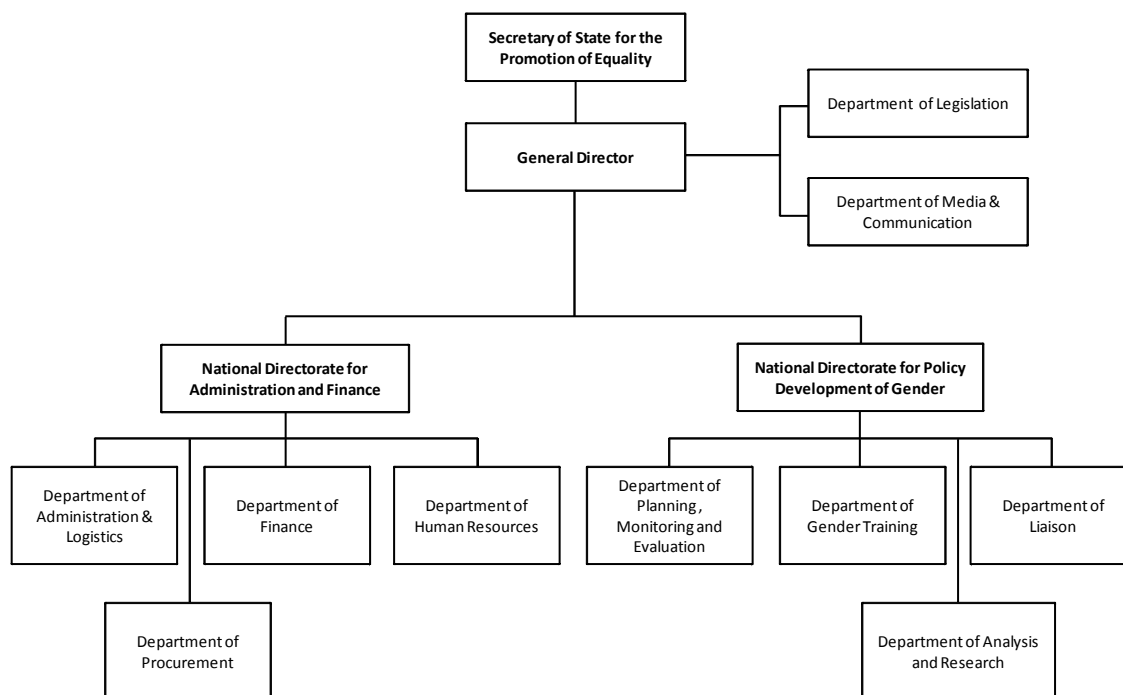 Secretary of State for the
Promotion of Equality
Department of Legislation
General Director
Department of Media &
Communication
National Directorate for
Administration and Finance
National Directorate for Policy
Development of Gender
Department of
Administration &
Logistics
Department of
Finance
Department of
Human Resources
Department of
Planning ,
Monitoring and
Evaluation
Department of
Gender Training
Department of
Liaison
Department of
Procurement
Department of Analysis
and Research